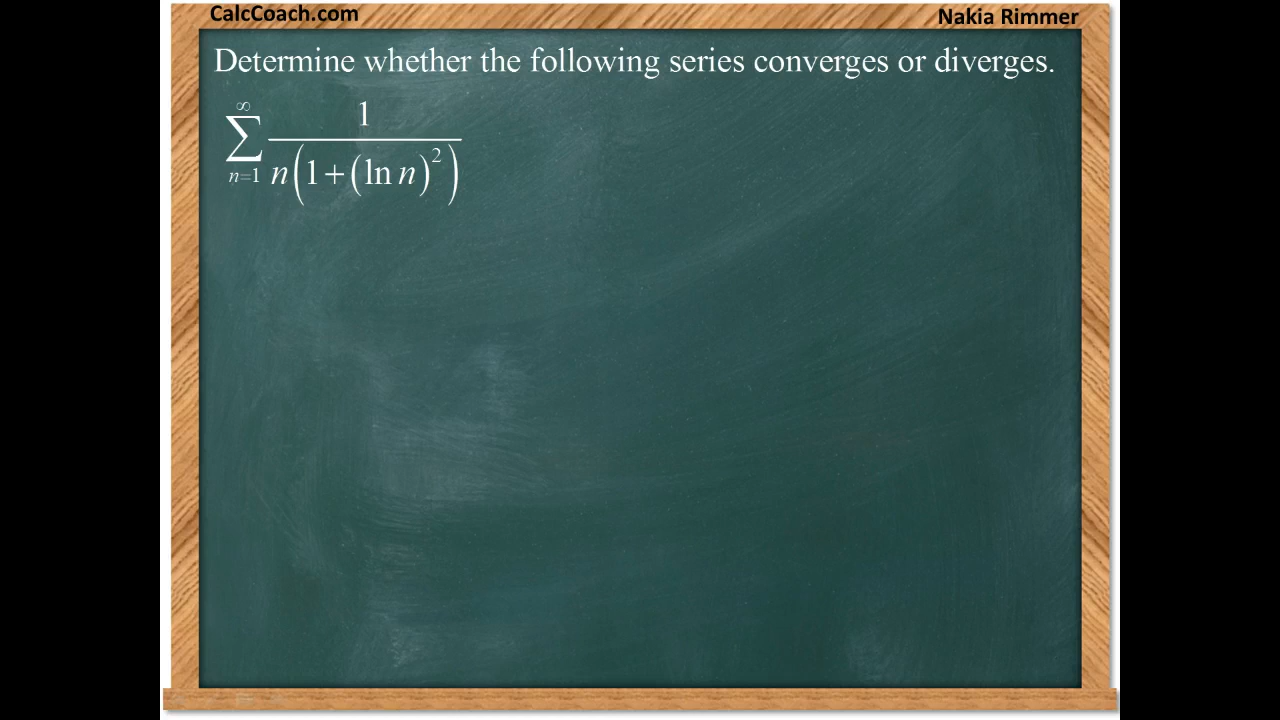 CalcCoach.com
Nakia Rimmer
Determine whether the following series converges or diverges.
∑_{n=1}^{∞} 1 / n(1+(ln n)^2)